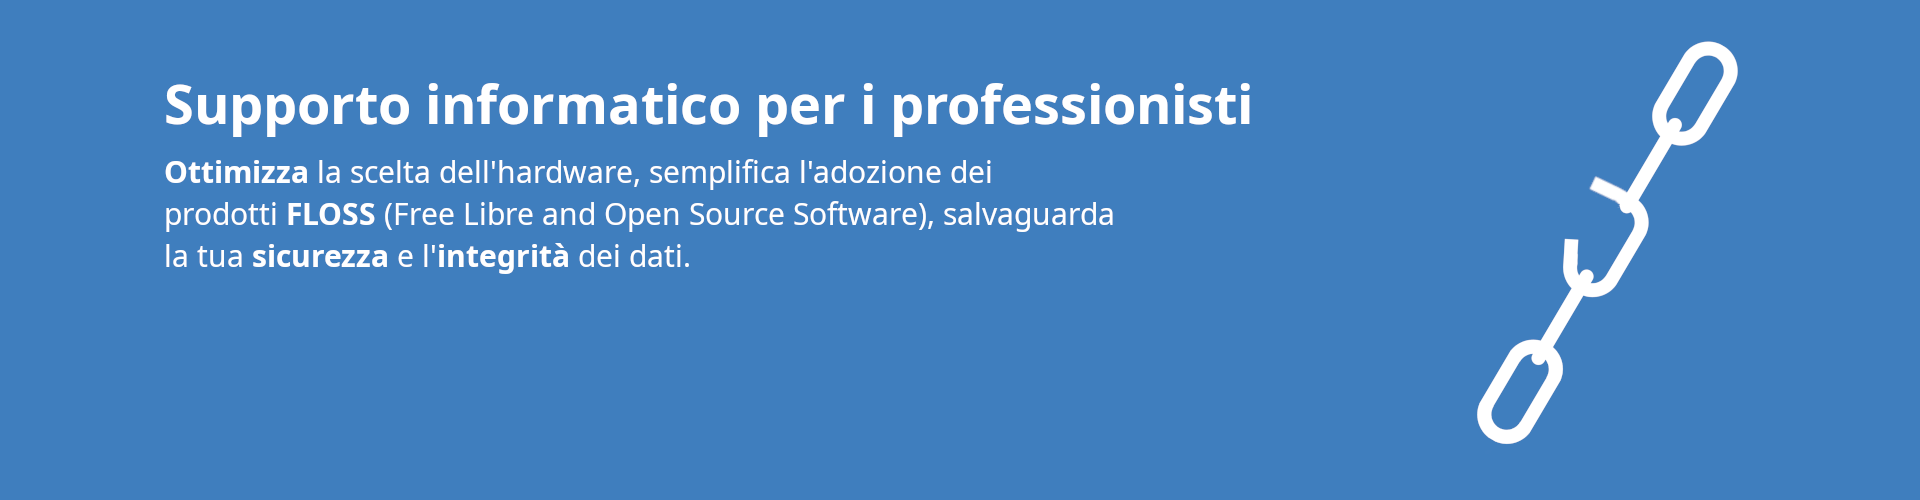 Supporto informatico per i professionisti
Ottimizza la scelta dell'hardware, semplifica l'adozione dei
prodotti FLOSS (Free Libre and Open Source Software), salvaguarda
la tua sicurezza e l'integrità dei dati.